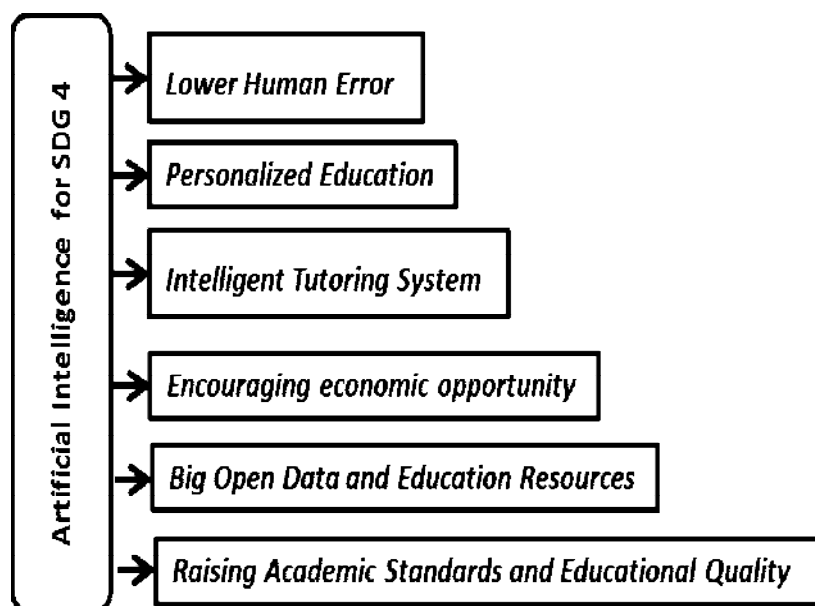 Artificial Intelligence for SDG 4
Lower Human Error
Personalized Education
Intelligent Tutoring System
Encouraging economic opportunity
Big Open Data and Education Resources
Raising Academic Standards and Educational Quality